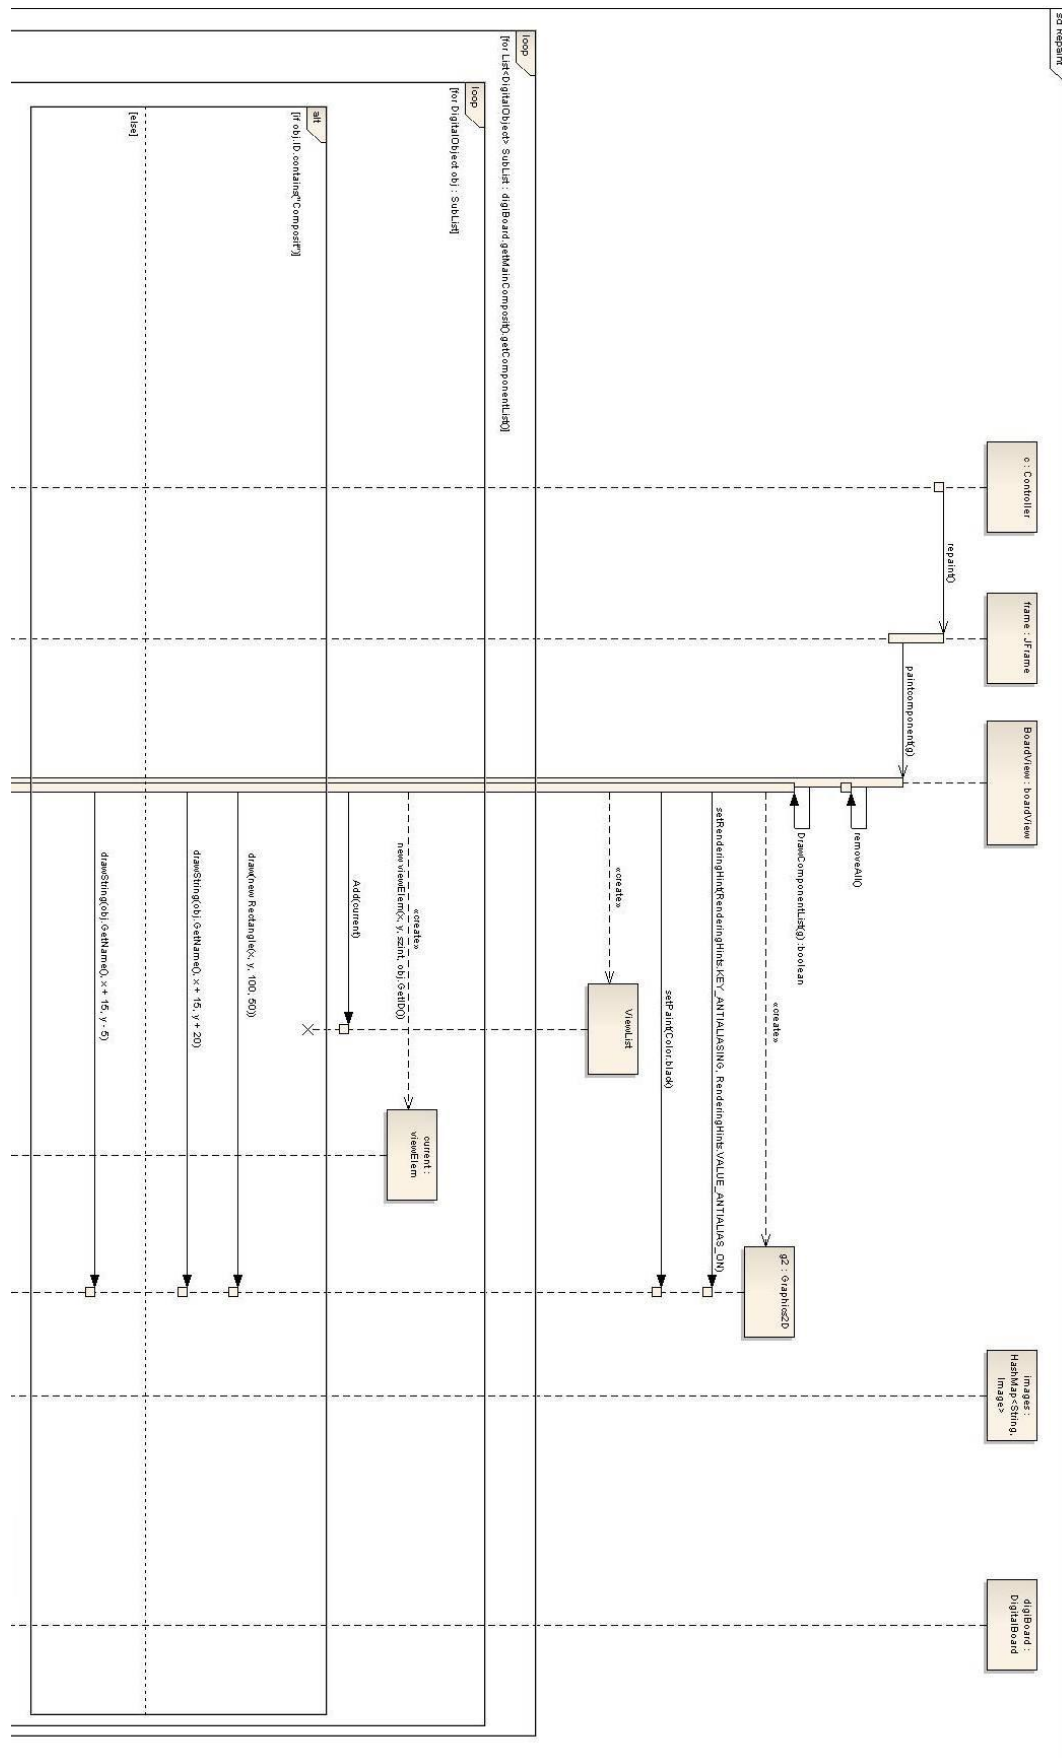 sd Repaint
c : Controller
frame : JFrame
BoardView : boardView
images :
HashMap<String,
Image>
digiBoard :
DigitalBoard
repaint()
paintcomponent(g)
removeAll()
DrawComponentList(g) :boolean
«create»
g2 : Graphics2D
setRenderingHint(RenderingHints.KEY_ANTIALIASING, RenderingHints.VALUE_ANTIALIAS_ON)
setPaint(Color.black)
«create»
ViewList
loop
[for List<DigitalObject> SubList : digiBoard.getMainComposit().getComponentList()]
loop
[for DigitalObject obj : SubList]
«create»
new viewElem(x, y, szint, obj.GetID())
current :
viewElem
Add(current)
alt
[if obj.ID.contains("Composit")]
draw(new Rectangle(x, y, 100, 50))
drawString(obj.GetName(), x + 15, y + 20)
[else]
drawString(obj.GetName(), x + 15, y - 5)